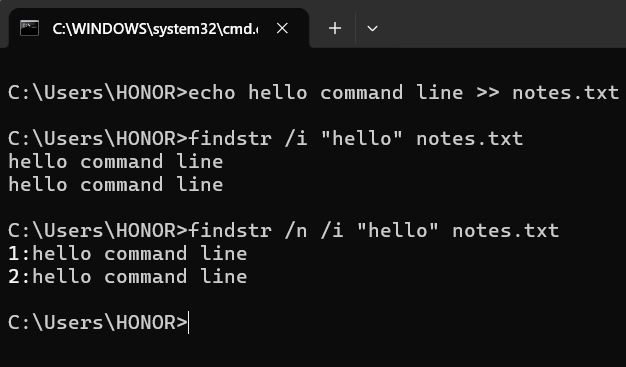 C:\WINDOWS\system32\cmd.
C:\Users\HONOR>echo hello command line >> notes.txt
C:\Users\HONOR>findstr /i "hello" notes.txt
hello command line
hello command line
C:\Users\HONOR>findstr /n /i "hello" notes.txt
1:hello command line
2:hello command line
C:\Users\HONOR>